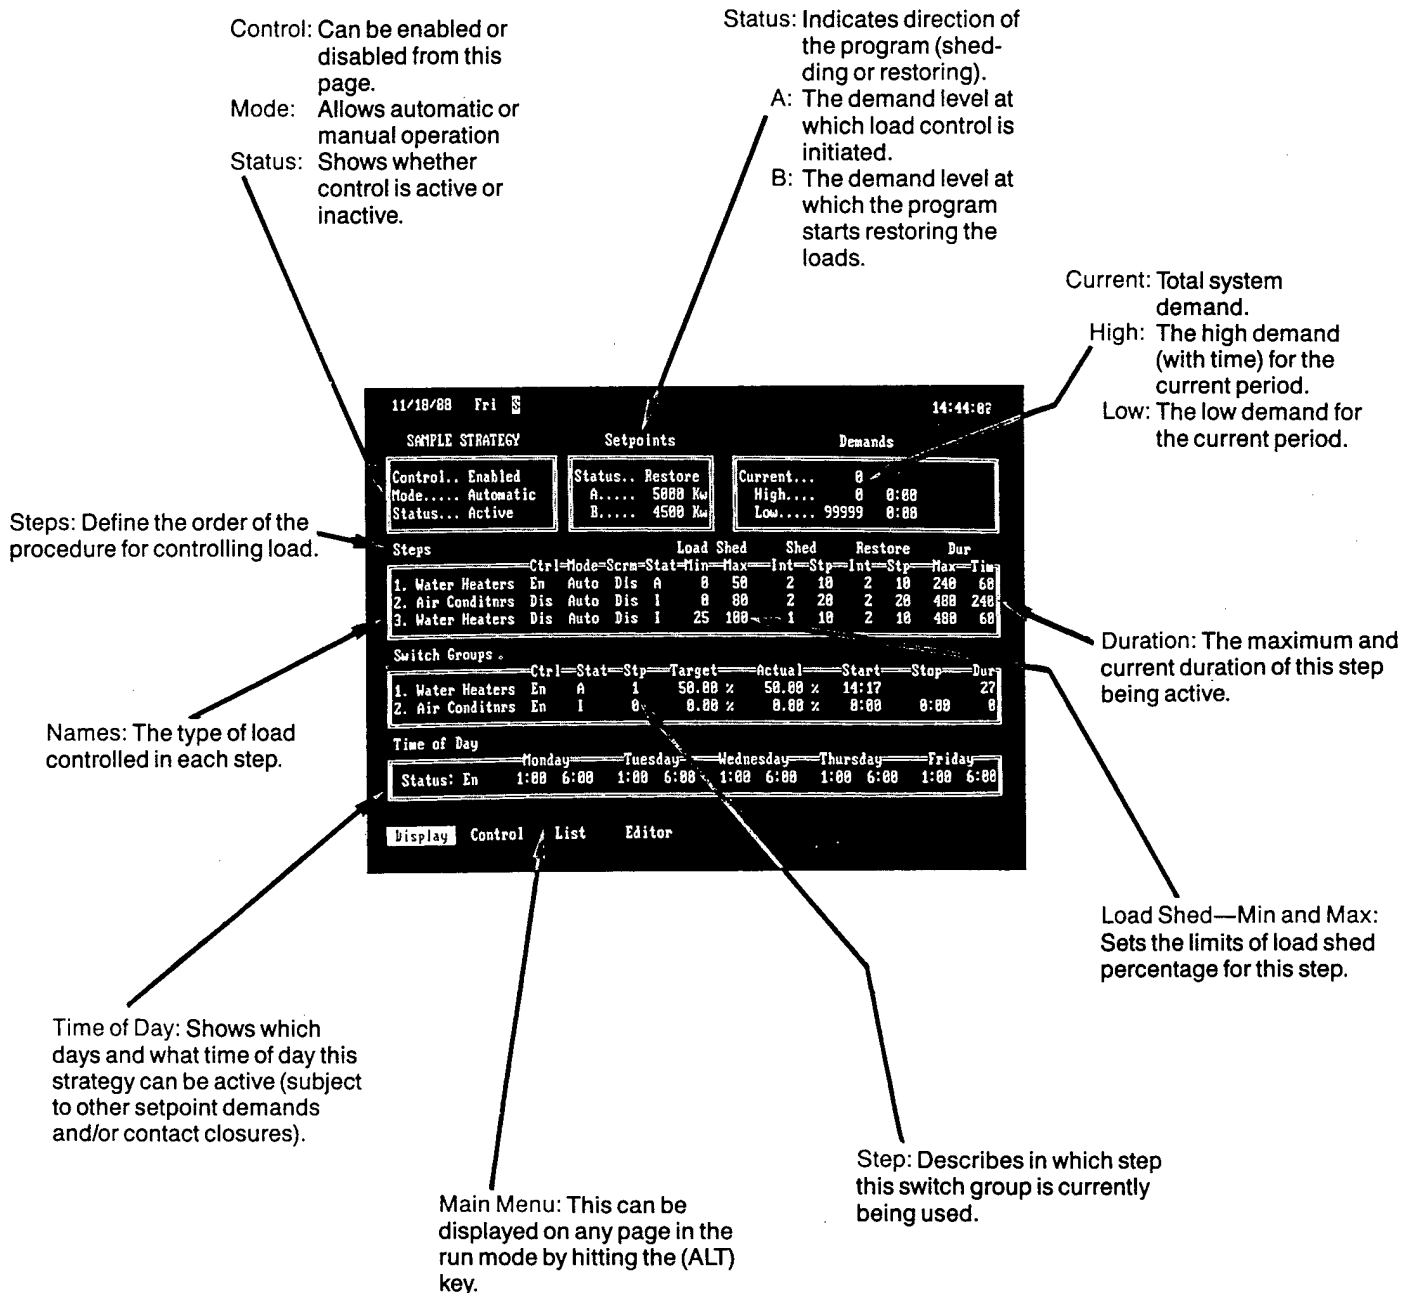 Control: Can be enabled or
disabled from this
page.
Mode: Allows automatic or
manual operation
Status: Shows whether
control is active or
inactive.
Status: Indicates direction of
the program (shed-
ding or restoring).
A: The demand level at
which load control is
initiated.
B: The demand level at
which the program
starts restoring the
loads.
Current: Total system
demand.
High: The high demand
(with time) for the
current period.
Low: The low demand for
the current period.
11/18/88 Fri S 14:44:02
SAMPLE STRATEGY Setpoints Demands
Control.. Enabled Status.. Restore Current... 0
Mode..... Automatic A..... 5000 Kw High.... 0 0:00
Status... Active B..... 4500 Kw Low..... 99999 0:00
Steps: Define the order of the
procedure for controlling load.
Steps Load Shed Shed Restore Dur
Ctrl Mode Scrm Stat Min Max Int Stp Int Stp Max Tim
1. Water Heaters En Auto Dis A 0 50 2 10 2 10 240 60
2. Air Conditnrs Dis Auto Dis I 0 80 2 20 2 20 480 240
3. Water Heaters Dis Auto Dis I 25 100 1 10 2 10 480 60
Duration: The maximum and
current duration of this step
being active.
Switch Groups
Ctrl Stat Stp Target Actual Start Stop Dur
1. Water Heaters En A 1 50.00 % 50.00 % 14:17 27
2. Air Conditnrs En I 0 0.00 % 0.00 % 0:00 0:00 0
Names: The type of load
controlled in each step.
Time of Day
Monday Tuesday Wednesday Thursday Friday
Status: En 1:00 6:00 1:00 6:00 1:00 6:00 1:00 6:00 1:00 6:00
Display Control List Editor
Load Shed—Min and Max:
Sets the limits of load shed
percentage for this step.
Time of Day: Shows which
days and what time of day this
strategy can be active (subject
to other setpoint demands
and/or contact closures).
Step: Describes in which step
this switch group is currently
being used.
Main Menu: This can be
displayed on any page in the
run mode by hitting the (ALT)
key.